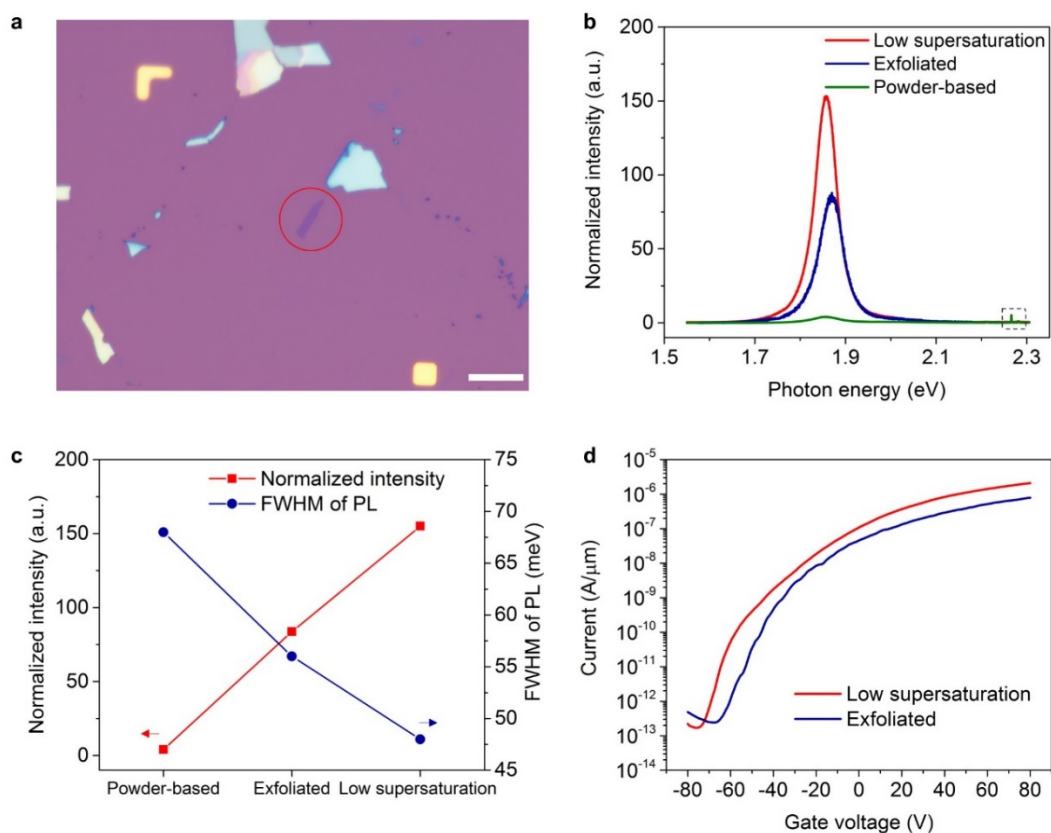 a
b
200
150
100
50
0
Normalized intensity (a.u.)
Low supersaturation
Exfoliated
Powder-based
1.5
1.7
1.9
2.1
2.3
Photon energy (eV)
c
200
150
100
50
0
Normalized intensity (a.u.)
Normalized intensity
FWHM of PL
75
70
65
60
55
50
45
FWHM of PL (meV)
Powder-based
Exfoliated
Low supersaturation
d
10⁻⁵
10⁻⁶
10⁻⁷
10⁻⁸
10⁻⁹
10⁻¹⁰
10⁻¹¹
10⁻¹²
10⁻¹³
10⁻¹⁴
Current (A/μm)
Low supersaturation
Exfoliated
-80
-60
-40
-20
0
20
40
60
80
Gate voltage (V)